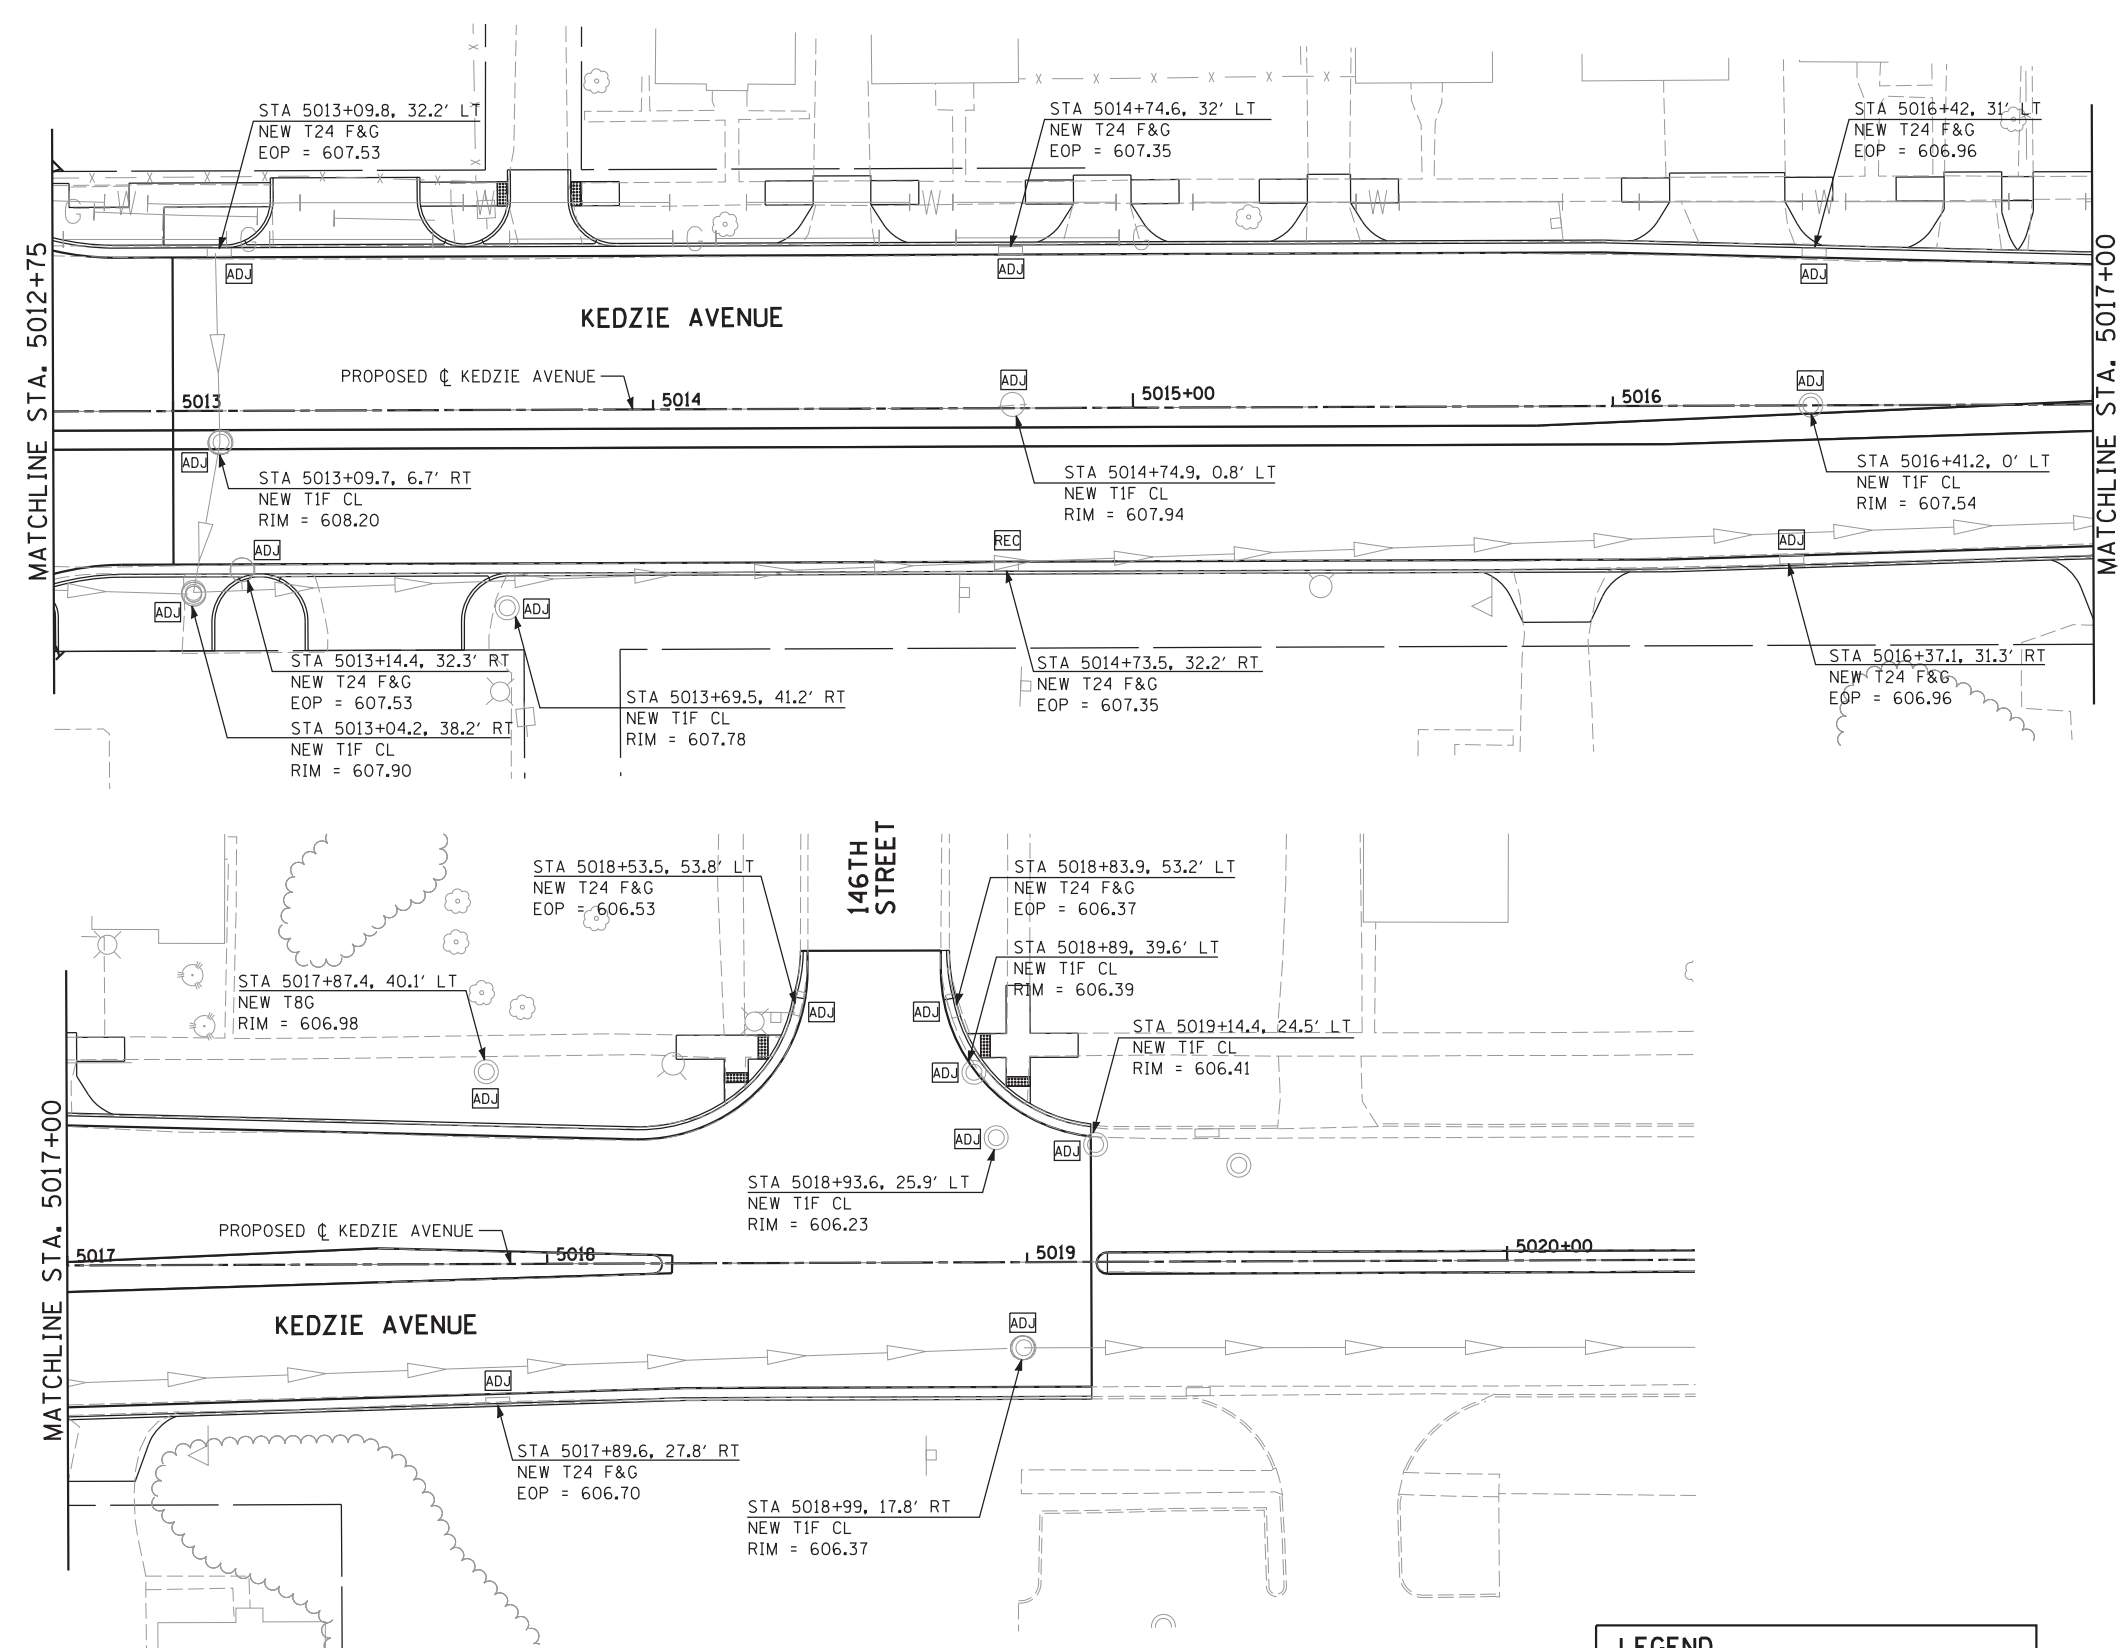 STA 5013+09.8, 32.2' LT
NEW T24 F&G
EOP = 607.53
STA 5014+74.6, 32' LT
NEW T24 F&G
EOP = 607.35
STA 5016+42, 31' LT
NEW T24 F&G
EOP = 606.96
W
W
W
W
G
G
G
G
ADJ
ADJ
ADJ
MATCHLINE STA. 5012+75
MATCHLINE STA. 5017+00
KEDZIE AVENUE
PROPOSED ℄ KEDZIE AVENUE
ADJ
ADJ
5013
5014
5015+00
5016
ADJ
STA 5013+09.7, 6.7' RT
NEW T1F CL
RIM = 608.20
STA 5014+74.9, 0.8' LT
NEW T1F CL
RIM = 607.94
STA 5016+41.2, 0' LT
NEW T1F CL
RIM = 607.54
ADJ
REC
ADJ
ADJ
ADJ
STA 5013+14.4, 32.3' RT
NEW T24 F&G
EOP = 607.53
STA 5013+04.2, 38.2' RT
NEW T1F CL
RIM = 607.90
STA 5013+69.5, 41.2' RT
NEW T1F CL
RIM = 607.78
STA 5014+73.5, 32.2' RT
NEW T24 F&G
EOP = 607.35
STA 5016+37.1, 31.3' RT
NEW T24 F&G
EOP = 606.96
146TH
STREET
STA 5018+53.5, 53.8' LT
NEW T24 F&G
EOP = 606.53
STA 5018+83.9, 53.2' LT
NEW T24 F&G
EOP = 606.37
STA 5018+89, 39.6' LT
NEW T1F CL
RIM = 606.39
STA 5017+87.4, 40.1' LT
NEW T8G
RIM = 606.98
STA 5019+14.4, 24.5' LT
NEW T1F CL
RIM = 606.41
ADJ
ADJ
ADJ
ADJ
ADJ
ADJ
MATCHLINE STA. 5017+00
STA 5018+93.6, 25.9' LT
NEW T1F CL
RIM = 606.23
PROPOSED ℄ KEDZIE AVENUE
5017
5018
5019
5020+00
KEDZIE AVENUE
ADJ
ADJ
STA 5017+89.6, 27.8' RT
NEW T24 F&G
EOP = 606.70
STA 5018+99, 17.8' RT
NEW T1F CL
RIM = 606.37
LEGEND